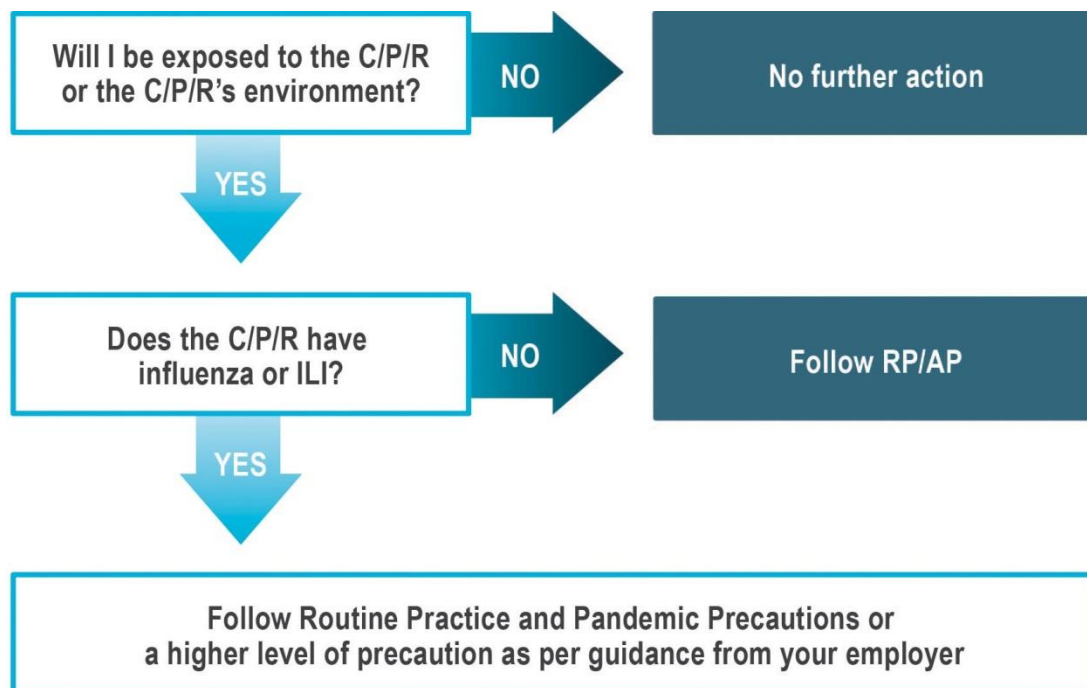 Will I be exposed to the C/P/R
or the C/P/R’s environment?
NO
No further action
YES
Does the C/P/R have
influenza or ILI?
NO
Follow RP/AP
YES
Follow Routine Practice and Pandemic Precautions or
a higher level of precaution as per guidance from your employer